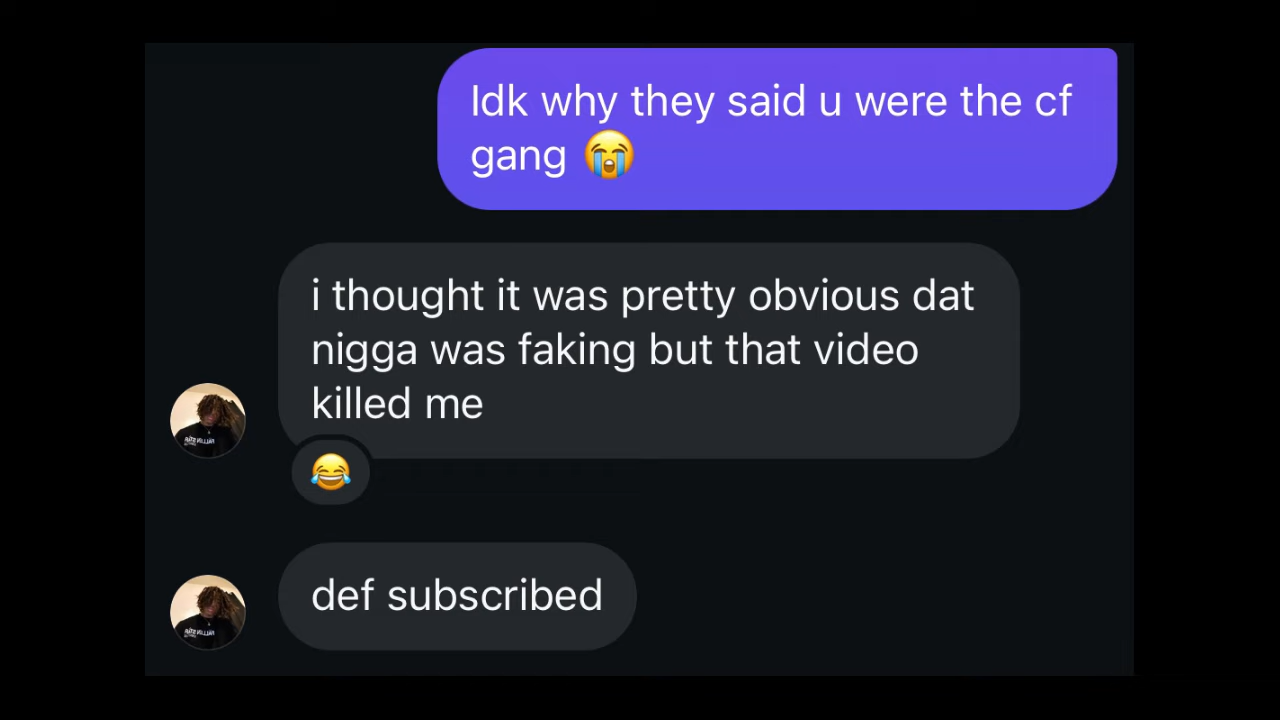 Idk why they said u were the cf
gang 😭
i thought it was pretty obvious dat
nigga was faking but that video
killed me
😂
def subscribed